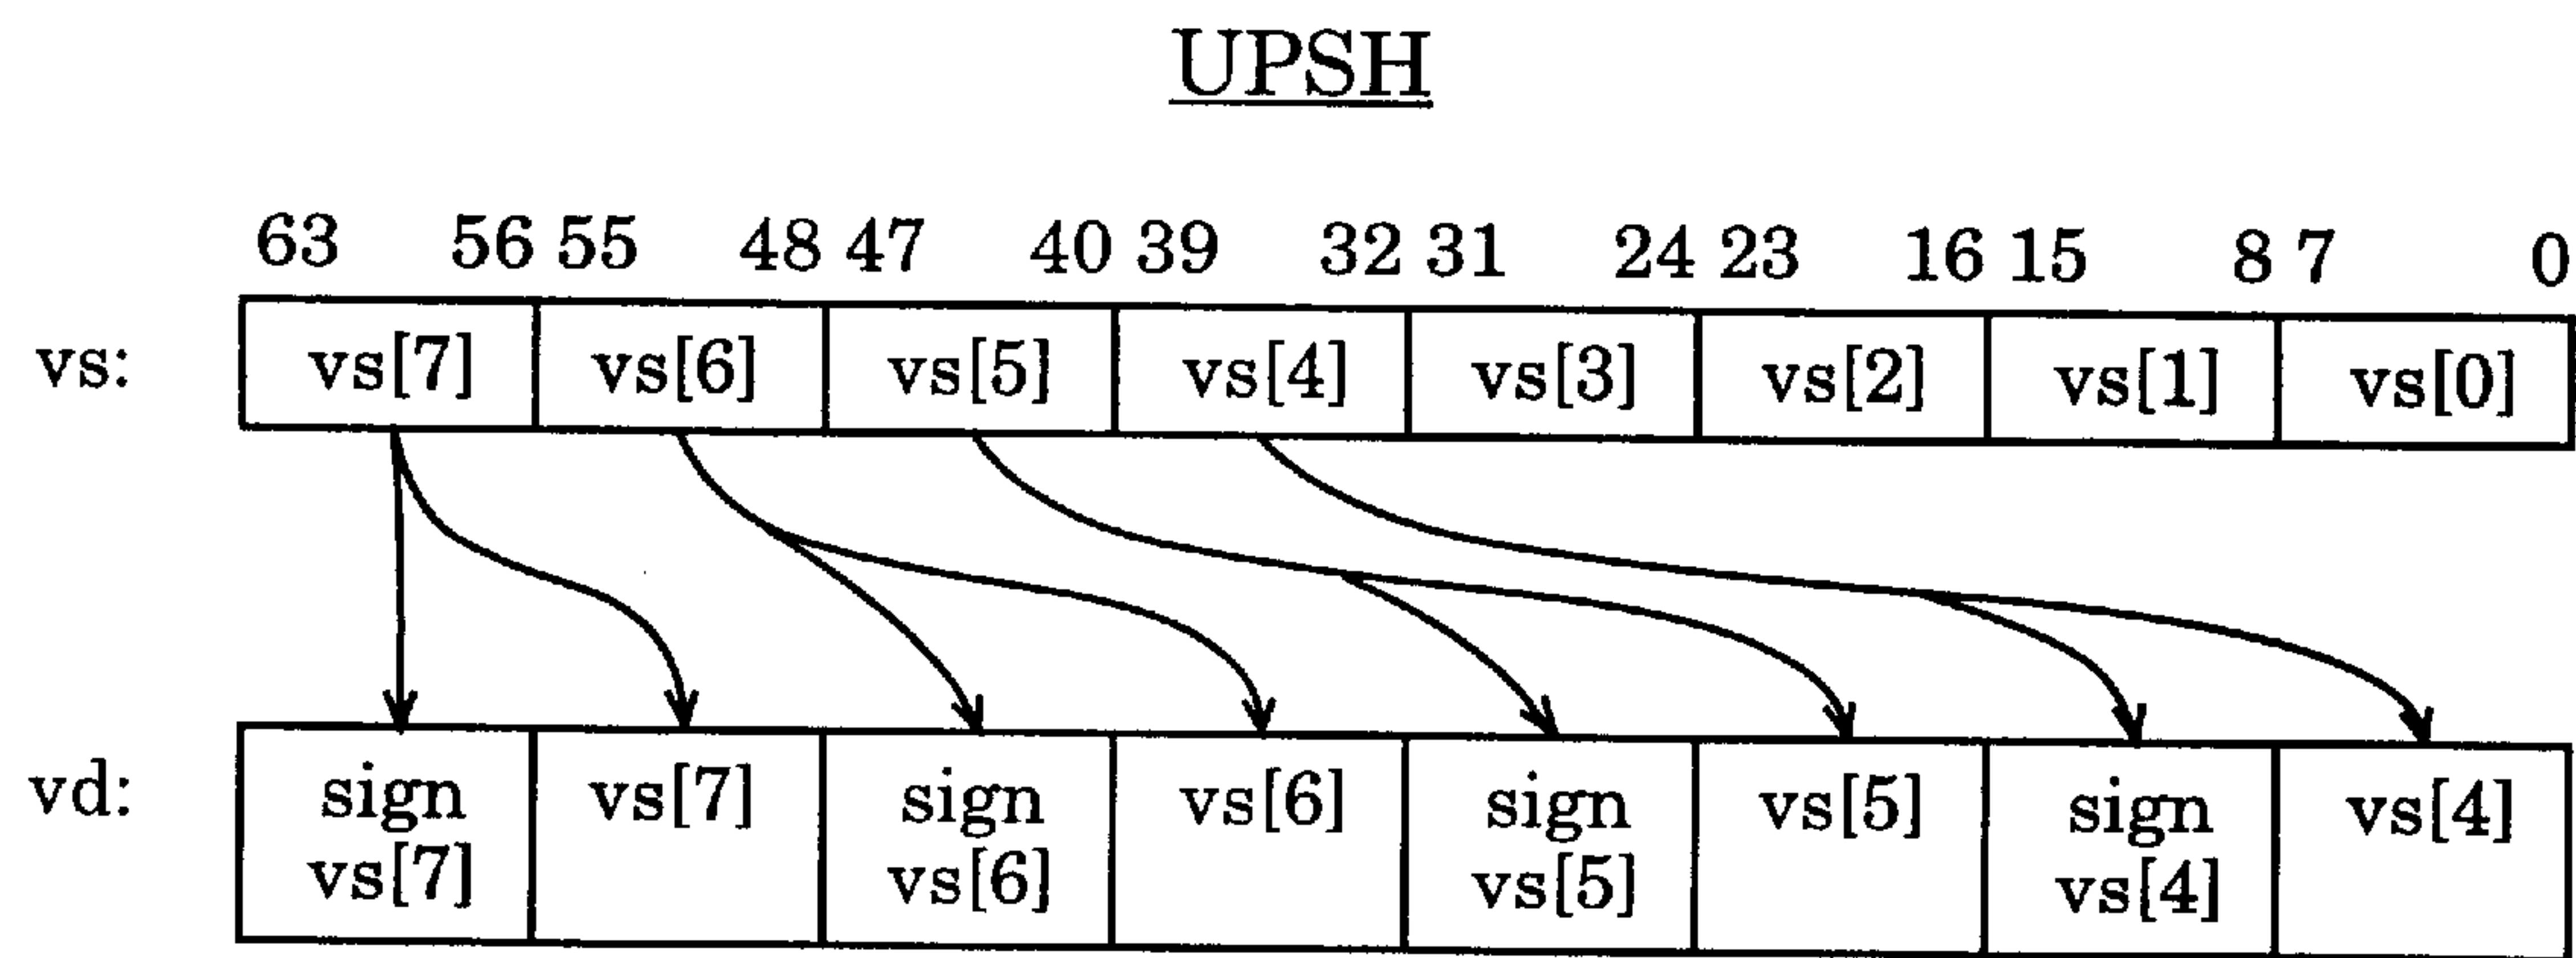 UPSH
63 56 55 48 47 40 39 32 31 24 23 16 15 8 7 0
vs: vs[7] vs[6] vs[5] vs[4] vs[3] vs[2] vs[1] vs[0]
vd: sign vs[7] sign vs[6] sign vs[5] sign vs[4]
vs[7] vs[6] vs[5] vs[4]